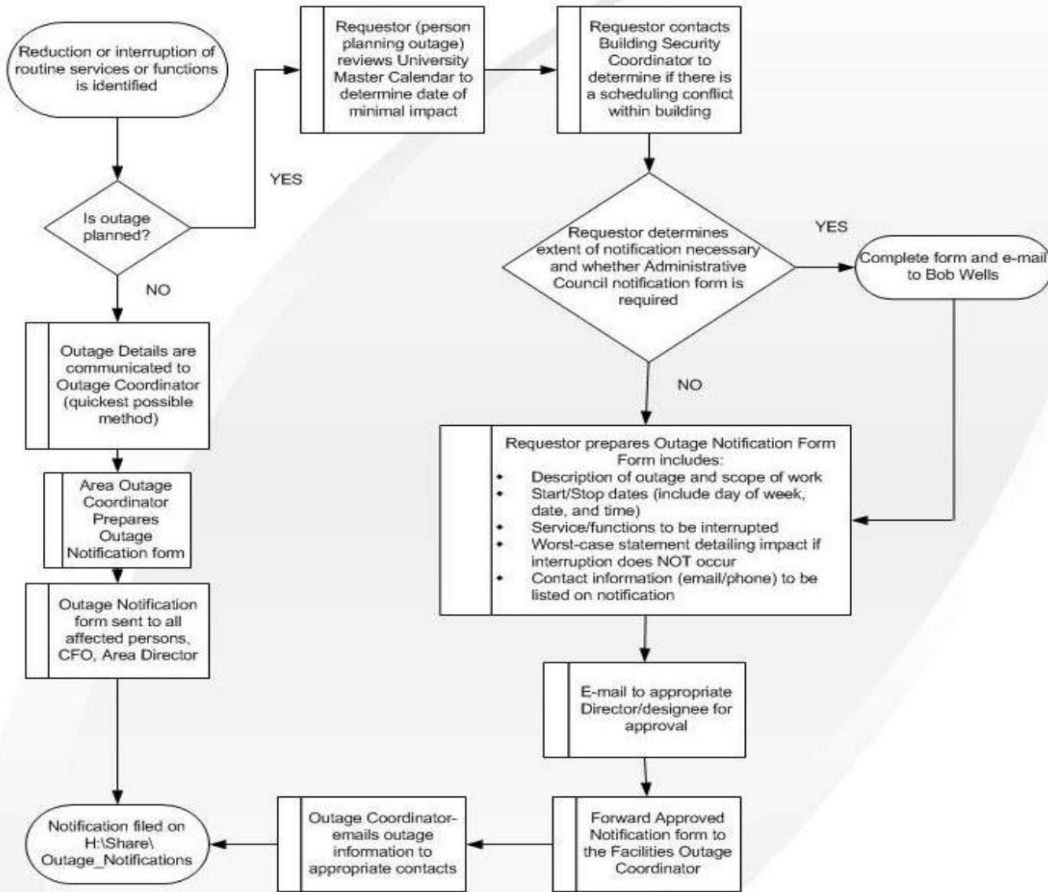 Reduction or interruption of
routine services or functions
is identified
Is outage
planned?
YES
NO
Requestor (person
planning outage)
reviews University
Master Calendar to
determine date of
minimal impact
Requestor contacts
Building Security
Coordinator to
determine if there is
a scheduling conflict
within building
Requestor determines
extent of notification necessary
and whether Administrative
Council notification form is
required
YES
Complete form and e-mail
to Bob Wells
NO
Outage Details are
communicated to
Outage Coordinator
(quickest possible
method)
Area Outage
Coordinator
Prepares
Outage
Notification form
Outage Notification
form sent to all
affected persons,
CFO, Area Director
Requestor prepares Outage Notification Form
Form includes:
• Description of outage and scope of work
• Start/Stop dates (include day of week,
date, and time)
• Service/functions to be interrupted
• Worst-case statement detailing impact if
interruption does NOT occur
• Contact information (email/phone) to be
listed on notification
E-mail to appropriate
Director/designee for
approval
Forward Approved
Notification form to
the Facilities Outage
Coordinator
Outage Coordinator-
emails outage
information to
appropriate contacts
Notification filed on
H:\Share\
Outage_Notifications